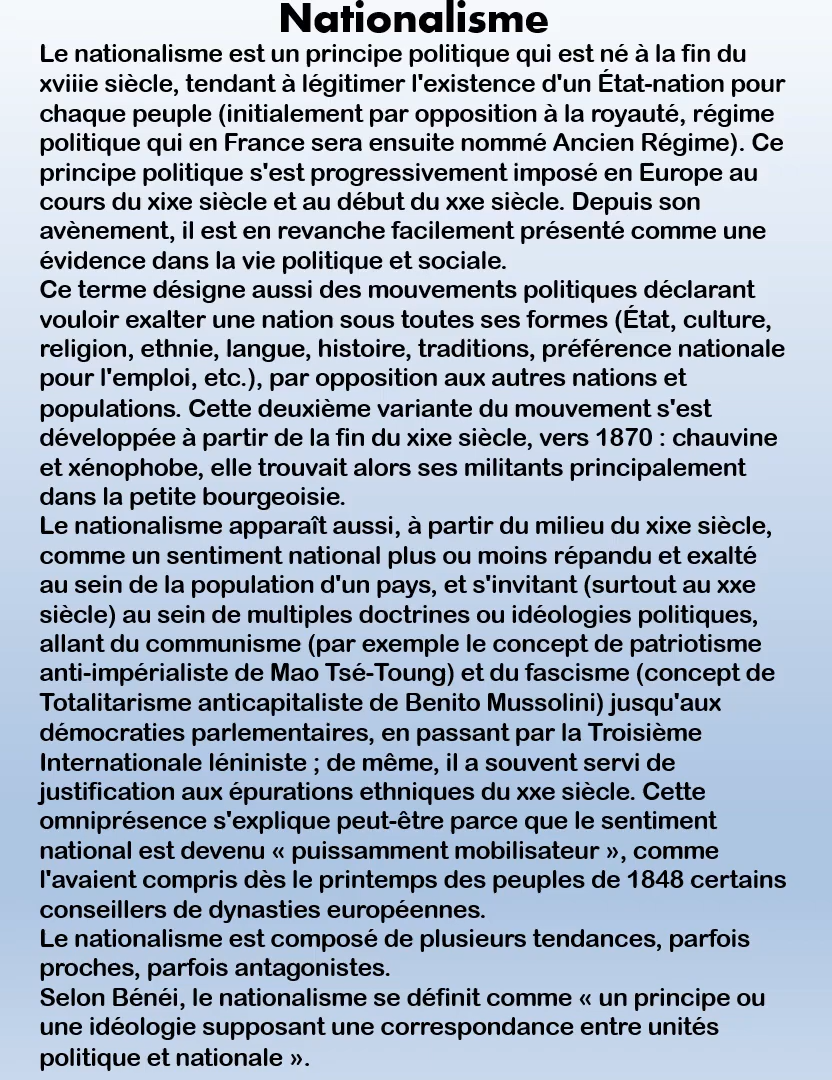 Nationalisme
Le nationalisme est un principe politique qui est né à la fin du
xviiie siècle, tendant à légitimer l'existence d'un État-nation pour
chaque peuple (initialement par opposition à la royauté, régime
politique qui en France sera ensuite nommé Ancien Régime). Ce
principe politique s'est progressivement imposé en Europe au
cours du xixe siècle et au début du xxe siècle. Depuis son
avènement, il est en revanche facilement présenté comme une
évidence dans la vie politique et sociale.
Ce terme désigne aussi des mouvements politiques déclarant
vouloir exalter une nation sous toutes ses formes (État, culture,
religion, ethnie, langue, histoire, traditions, préférence nationale
pour l'emploi, etc.), par opposition aux autres nations et
populations. Cette deuxième variante du mouvement s'est
développée à partir de la fin du xixe siècle, vers 1870 : chauvine
et xénophobe, elle trouvait alors ses militants principalement
dans la petite bourgeoisie.
Le nationalisme apparaît aussi, à partir du milieu du xixe siècle,
comme un sentiment national plus ou moins répandu et exalté
au sein de la population d'un pays, et s'invitant (surtout au xxe
siècle) au sein de multiples doctrines ou idéologies politiques,
allant du communisme (par exemple le concept de patriotisme
anti-impérialiste de Mao Tsé-Toung) et du fascisme (concept de
Totalitarisme anticapitaliste de Benito Mussolini) jusqu'aux
démocraties parlementaires, en passant par la Troisième
Internationale léniniste ; de même, il a souvent servi de
justification aux épurations ethniques du xxe siècle. Cette
omniprésence s'explique peut-être parce que le sentiment
national est devenu « puissamment mobilisateur », comme
l'avaient compris dès le printemps des peuples de 1848 certains
conseillers de dynasties européennes.
Le nationalisme est composé de plusieurs tendances, parfois
proches, parfois antagonistes.
Selon Bénéi, le nationalisme se définit comme « un principe ou
une idéologie supposant une correspondance entre unités
politique et nationale ».